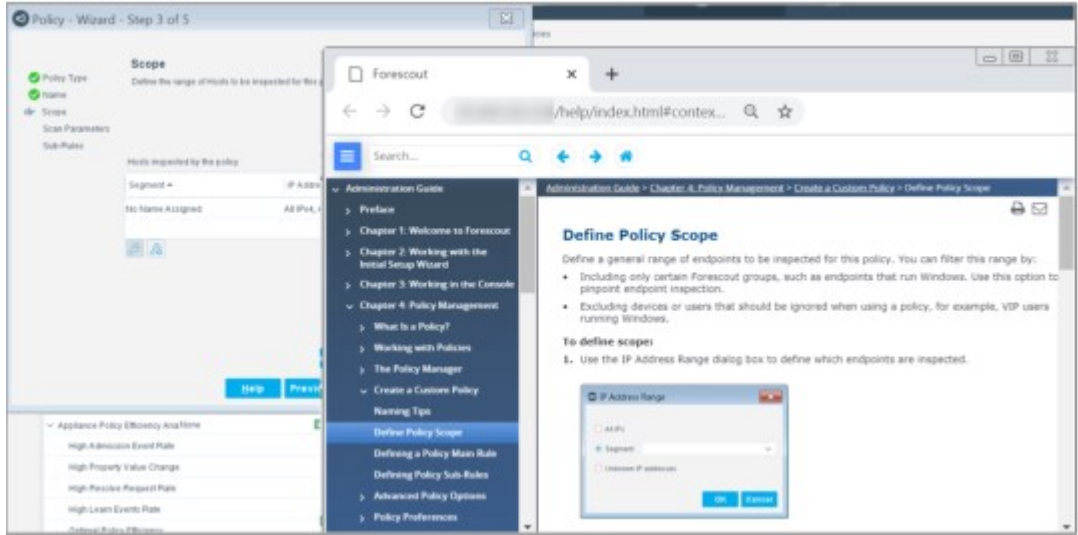 Policy - Wizard - Step 3 of 5
Scope
Define the range of Hosts to be inspected for this
Policy Type
Name
Scope
Scan Parameters
Sub-Rules
Hosts inspected by the policy
Segment
IP Addre
No Name Assigned
All IPv4,
Help
Previ
Appliance Policy Efficiency Ana
None
High Admission Event Rate
High Property Value Change
High Resolve Request Rate
High Learn Events Rate
Optimal Policy Efficiency
Forescout
/help/index.html#contex...
Search...
Administration Guide
Preface
Chapter 1: Welcome to Forescout
Chapter 2: Working with the
Initial Setup Wizard
Chapter 3: Working in the Console
Chapter 4: Policy Management
What Is a Policy?
Working with Policies
The Policy Manager
Create a Custom Policy
Naming Tips
Define Policy Scope
Defining a Policy Main Rule
Defining Policy Sub-Rules
Advanced Policy Options
Policy Preferences
Administration Guide > Chapter 4: Policy Management > Create a Custom Policy > Define Policy Scope
Define Policy Scope
Define a general range of endpoints to be inspected for this policy. You can filter this range by:
• Including only certain Forescout groups, such as endpoints that run Windows. Use this option to
pinpoint endpoint inspection.
• Excluding devices or users that should be ignored when using a policy, for example, VIP users
running Windows.
To define scope:
1. Use the IP Address Range dialog box to define which endpoints are inspected.
IP Address Range
All IPs
Segment
Unknown IP addresses
OK
Cancel